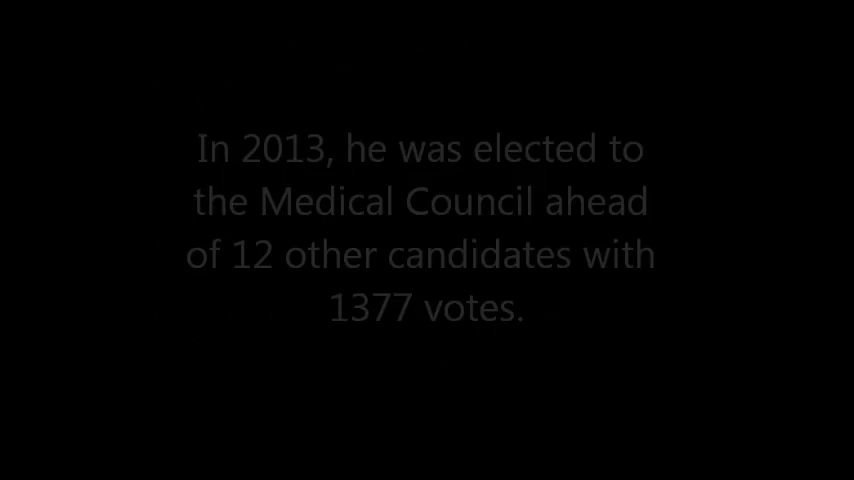 In 2013, he was elected to
the Medical Council ahead
of 12 other candidates with
1377 votes.